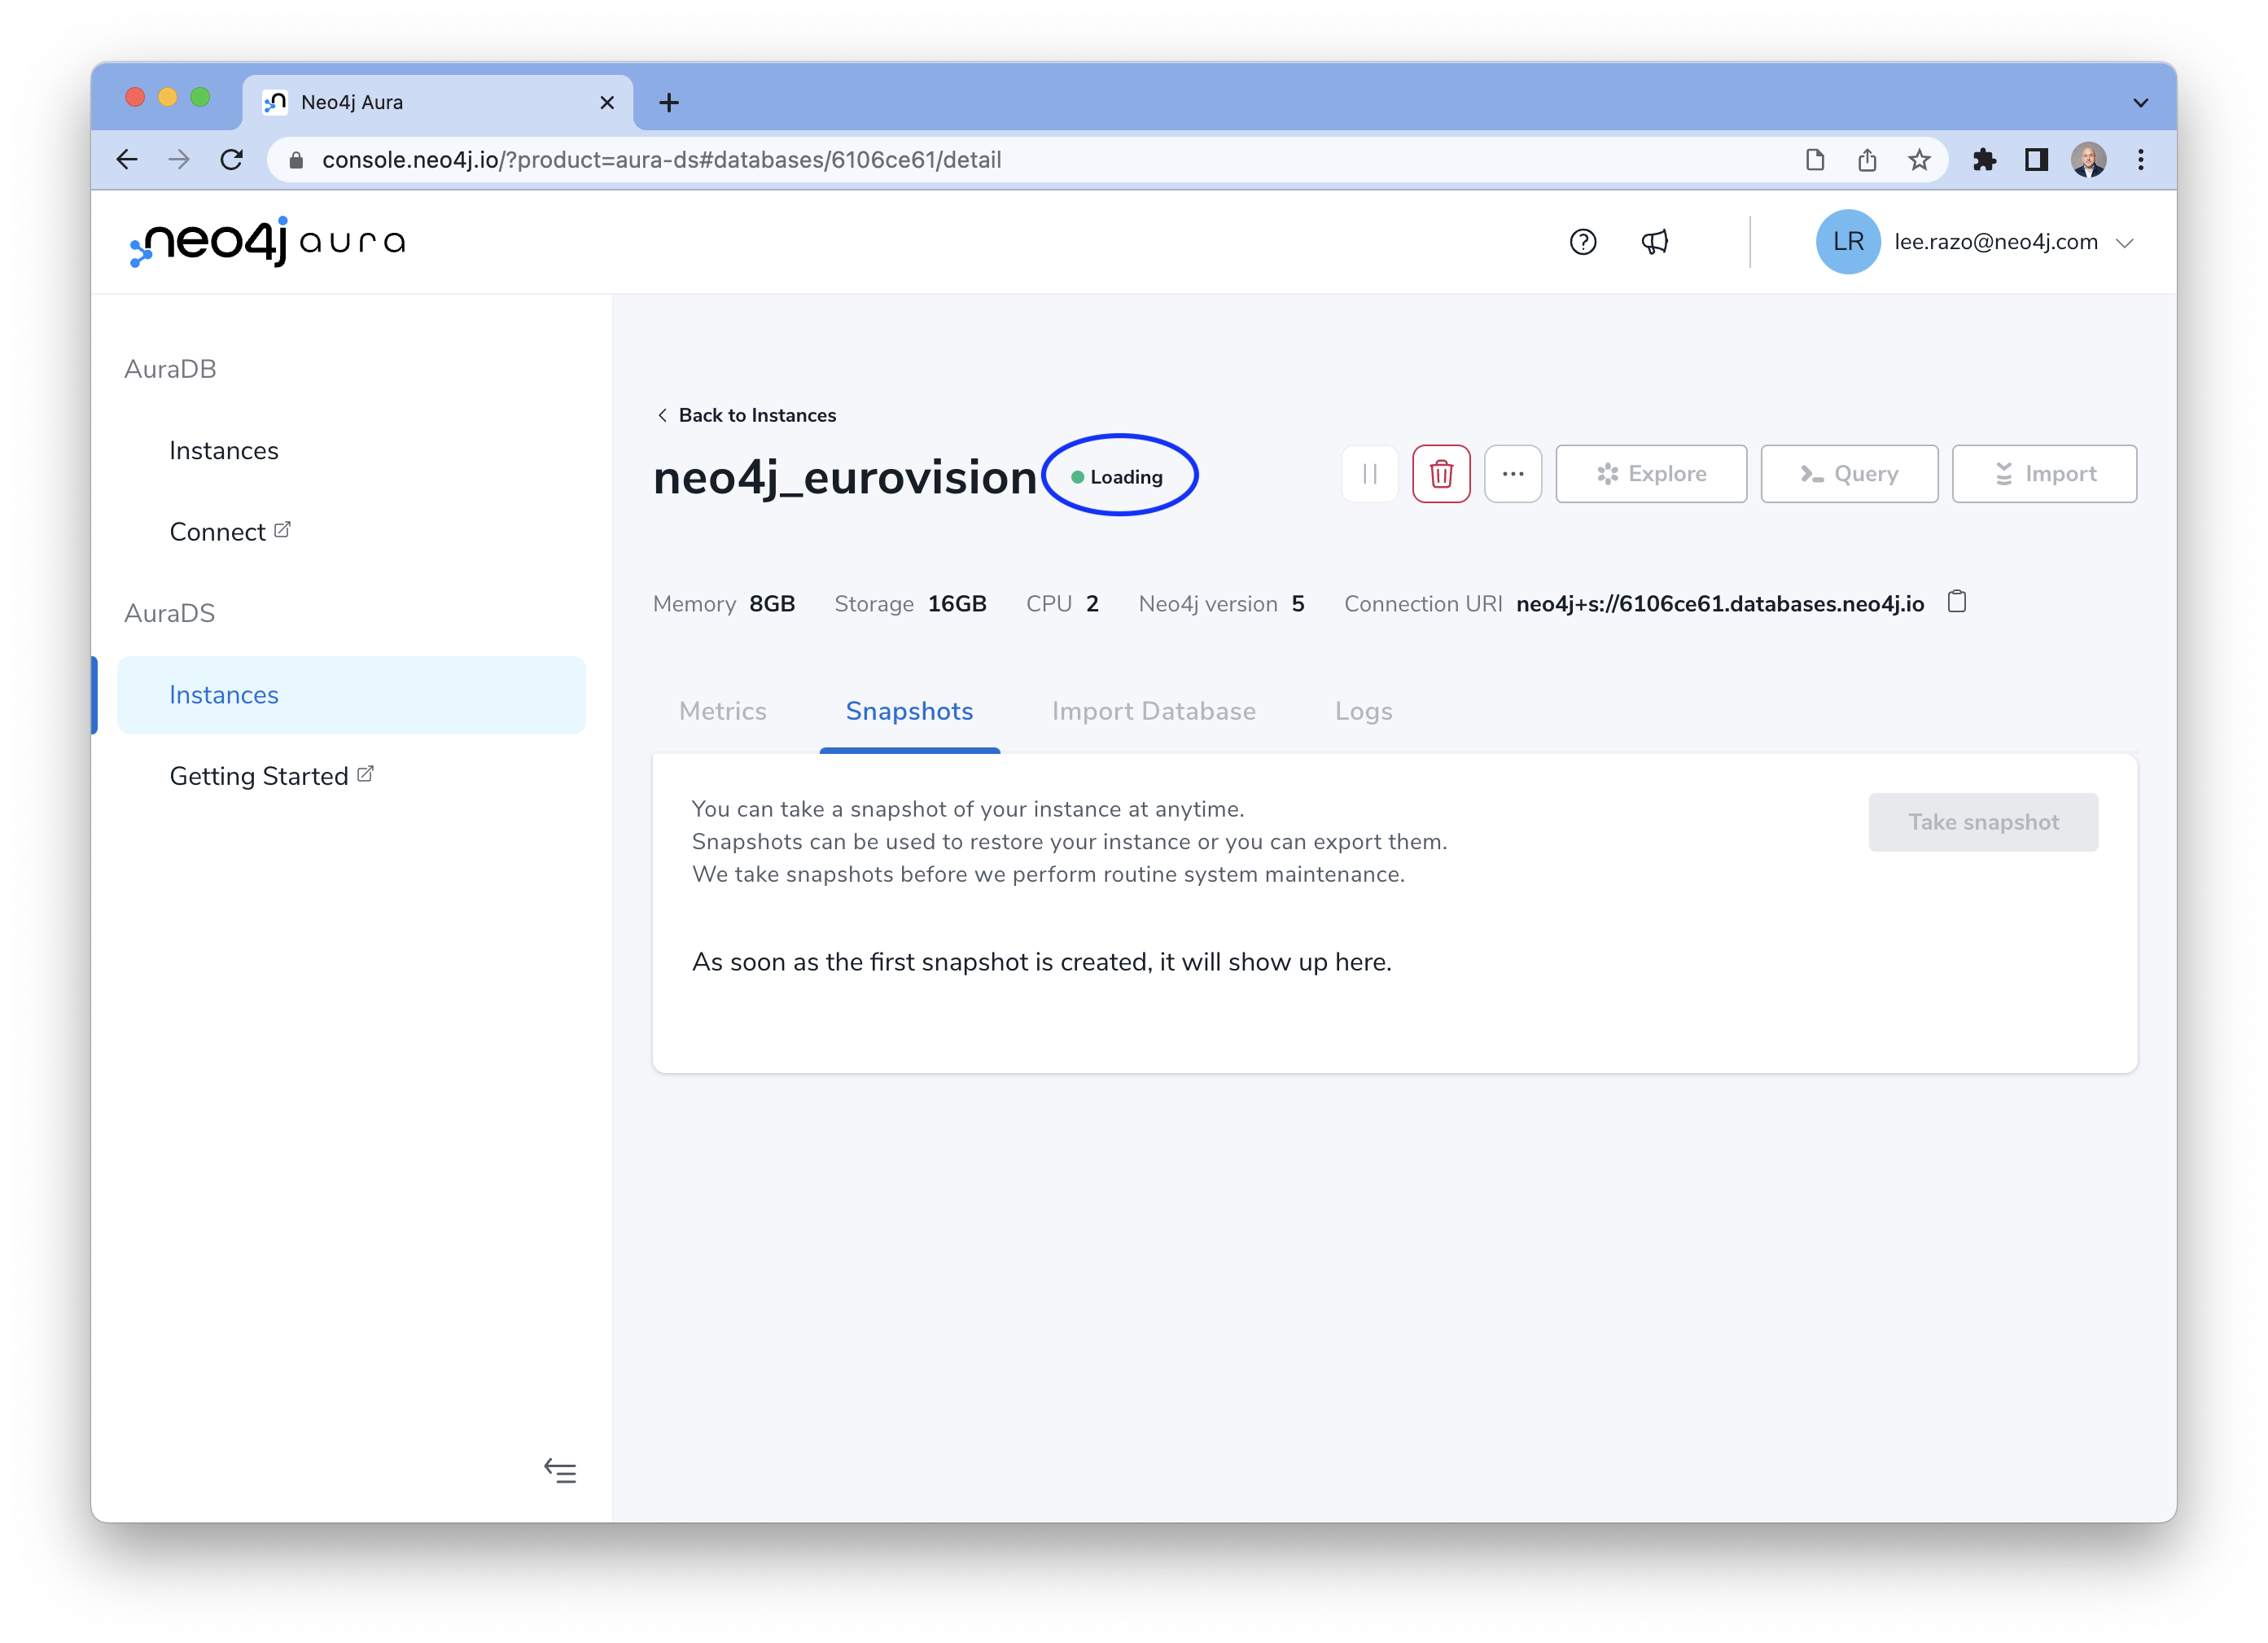 Neo4j Aura
console.neo4j.io/?product=aura-ds#databases/6106ce61/detail
neo4j aura
LR lee.razo@neo4j.com
AuraDB
Instances
Connect
AuraDS
Instances
Getting Started
Back to Instances
neo4j_eurovision Loading
Explore Query Import
Memory 8GB Storage 16GB CPU 2 Neo4j version 5 Connection URI neo4j+s://6106ce61.databases.neo4j.io
Metrics Snapshots Import Database Logs
You can take a snapshot of your instance at anytime.
Snapshots can be used to restore your instance or you can export them.
We take snapshots before we perform routine system maintenance.
Take snapshot
As soon as the first snapshot is created, it will show up here.